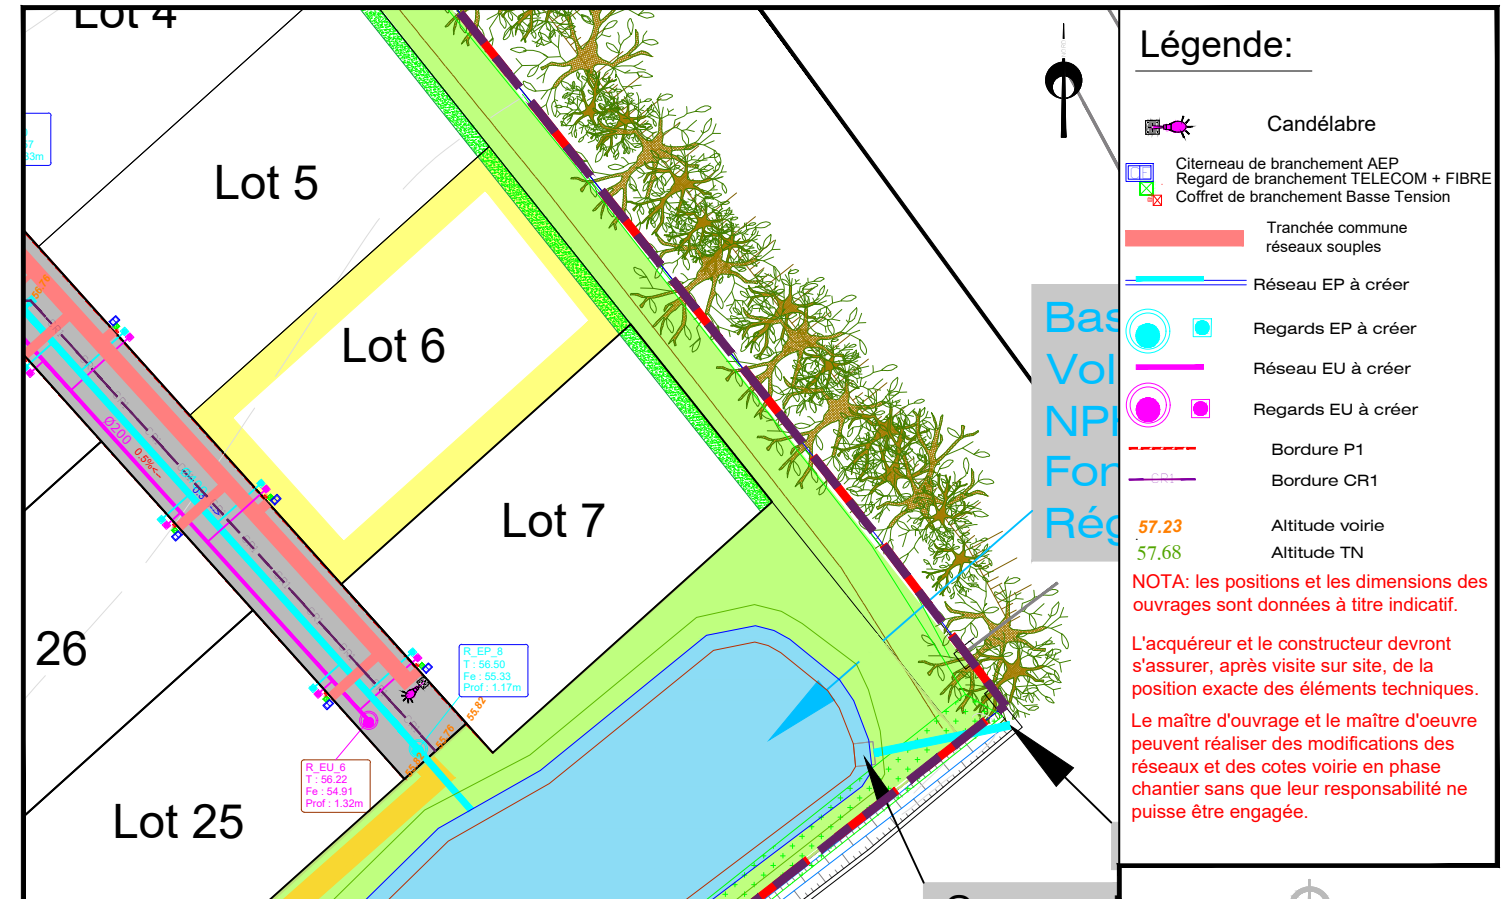 Lot 4
Lot 5
Lot 6
Lot 7
26
Lot 25
Ø200
0.5%<...
R_EP_8
T : 56.50
Fe : 55.33
Prof : 1.17m
R_EU_6
T : 56.22
Fe : 54.91
Prof : 1.32m
55.82
Bas
Vol
NPH
Fon
Rég
Légende:
Candélabre
Citerneau de branchement AEP
Regard de branchement TELECOM + FIBRE
Coffret de branchement Basse Tension
Tranchée commune
réseaux souples
Réseau EP à créer
Regards EP à créer
Réseau EU à créer
Regards EU à créer
Bordure P1
CR1
Bordure CR1
57.23 Altitude voirie
57.68 Altitude TN
NOTA: les positions et les dimensions des
ouvrages sont données à titre indicatif.
L'acquéreur et le constructeur devront
s'assurer, après visite sur site, de la
position exacte des éléments techniques.
Le maître d'ouvrage et le maître d'oeuvre
peuvent réaliser des modifications des
réseaux et des cotes voirie en phase
chantier sans que leur responsabilité ne
puisse être engagée.